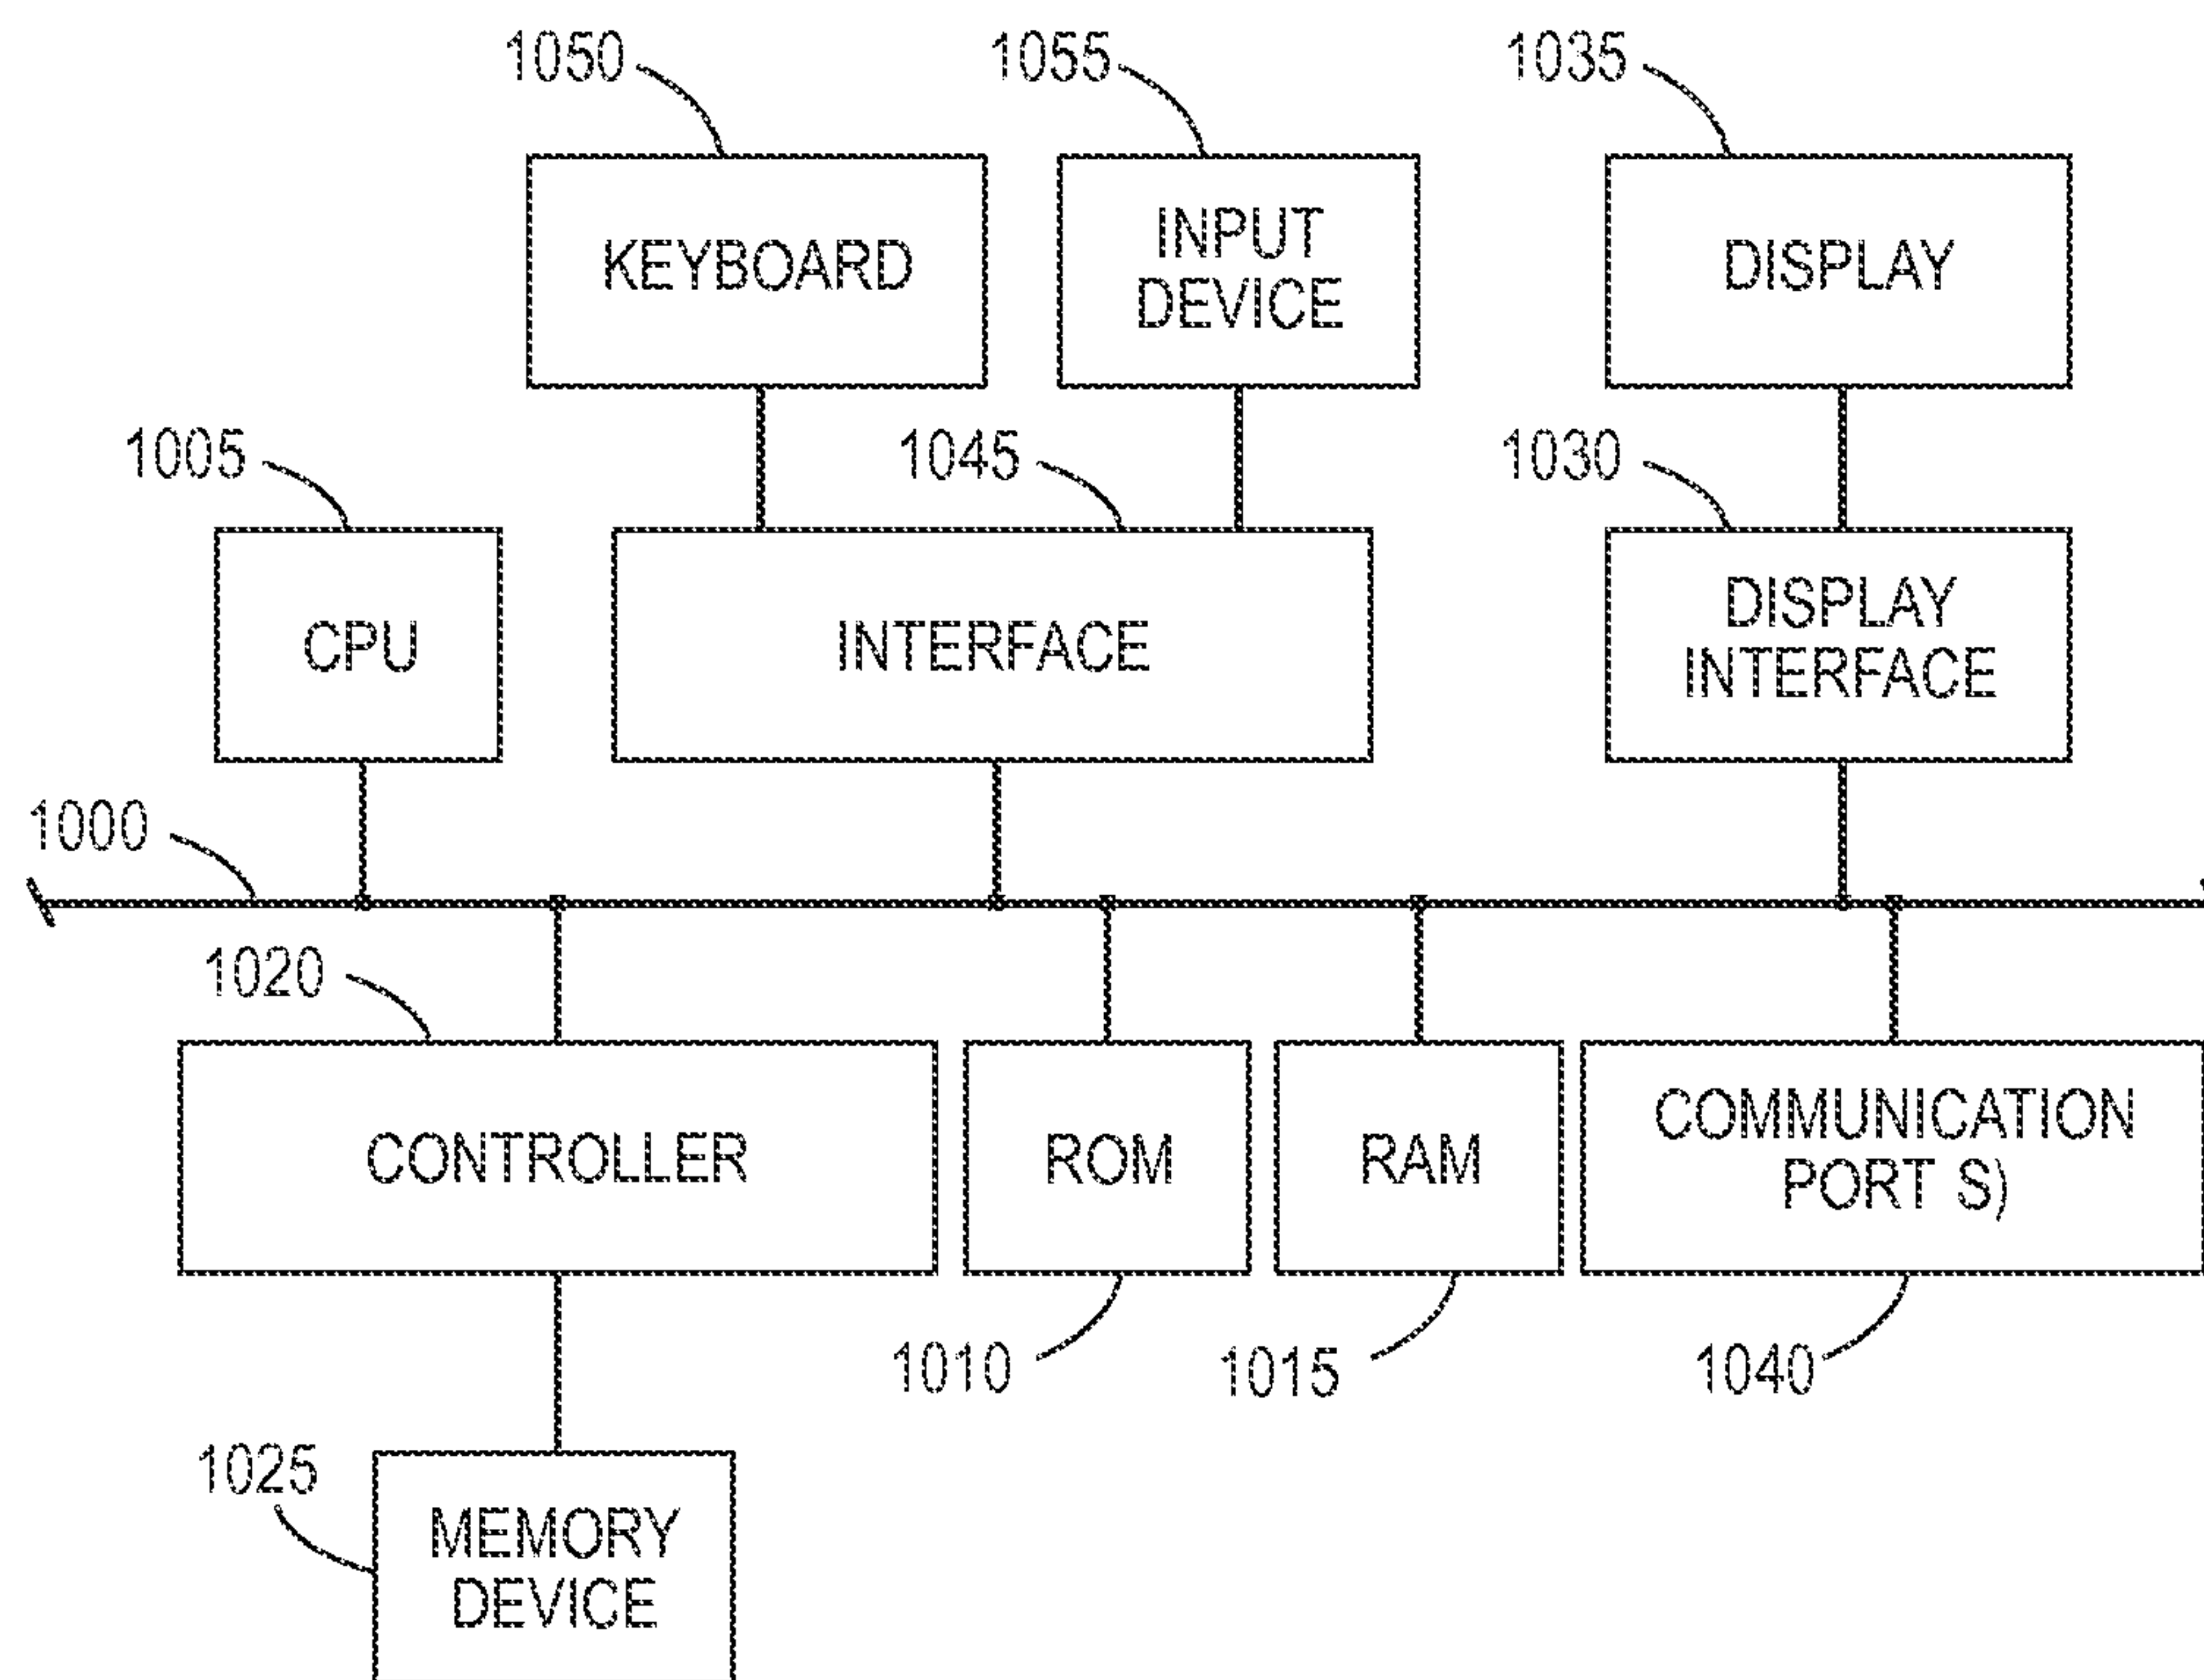 1050
1055
1035
KEYBOARD
INPUT
DEVICE
DISPLAY
1005
1045
1030
CPU
INTERFACE
DISPLAY
INTERFACE
1000
1020
CONTROLLER
ROM
RAM
COMMUNICATION
PORT S)
1010
1015
1040
1025
MEMORY
DEVICE